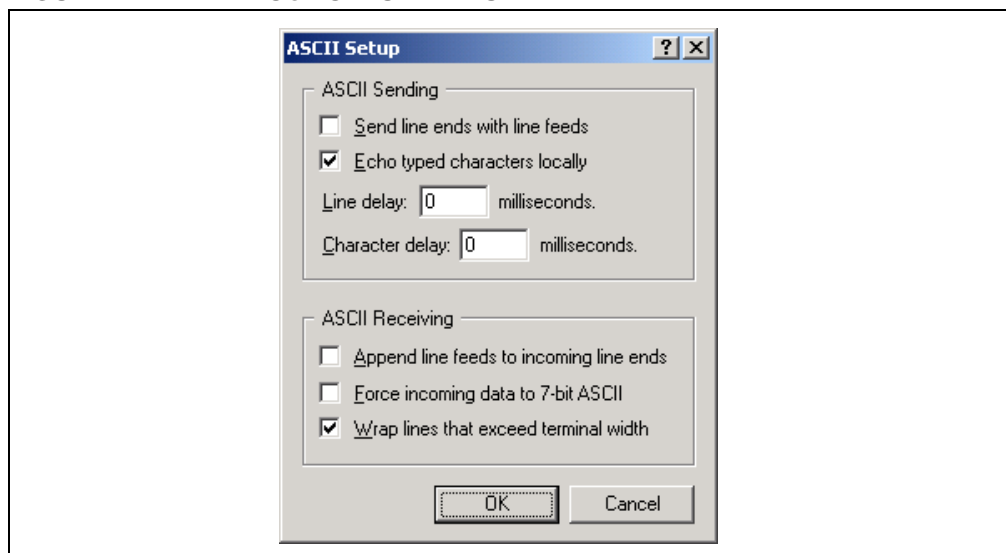 ASCII Setup
ASCII Sending
Send line ends with line feeds
Echo typed characters locally
Line delay: 0 milliseconds.
Character delay: 0 milliseconds.
ASCII Receiving
Append line feeds to incoming line ends
Force incoming data to 7-bit ASCII
Wrap lines that exceed terminal width
OK Cancel